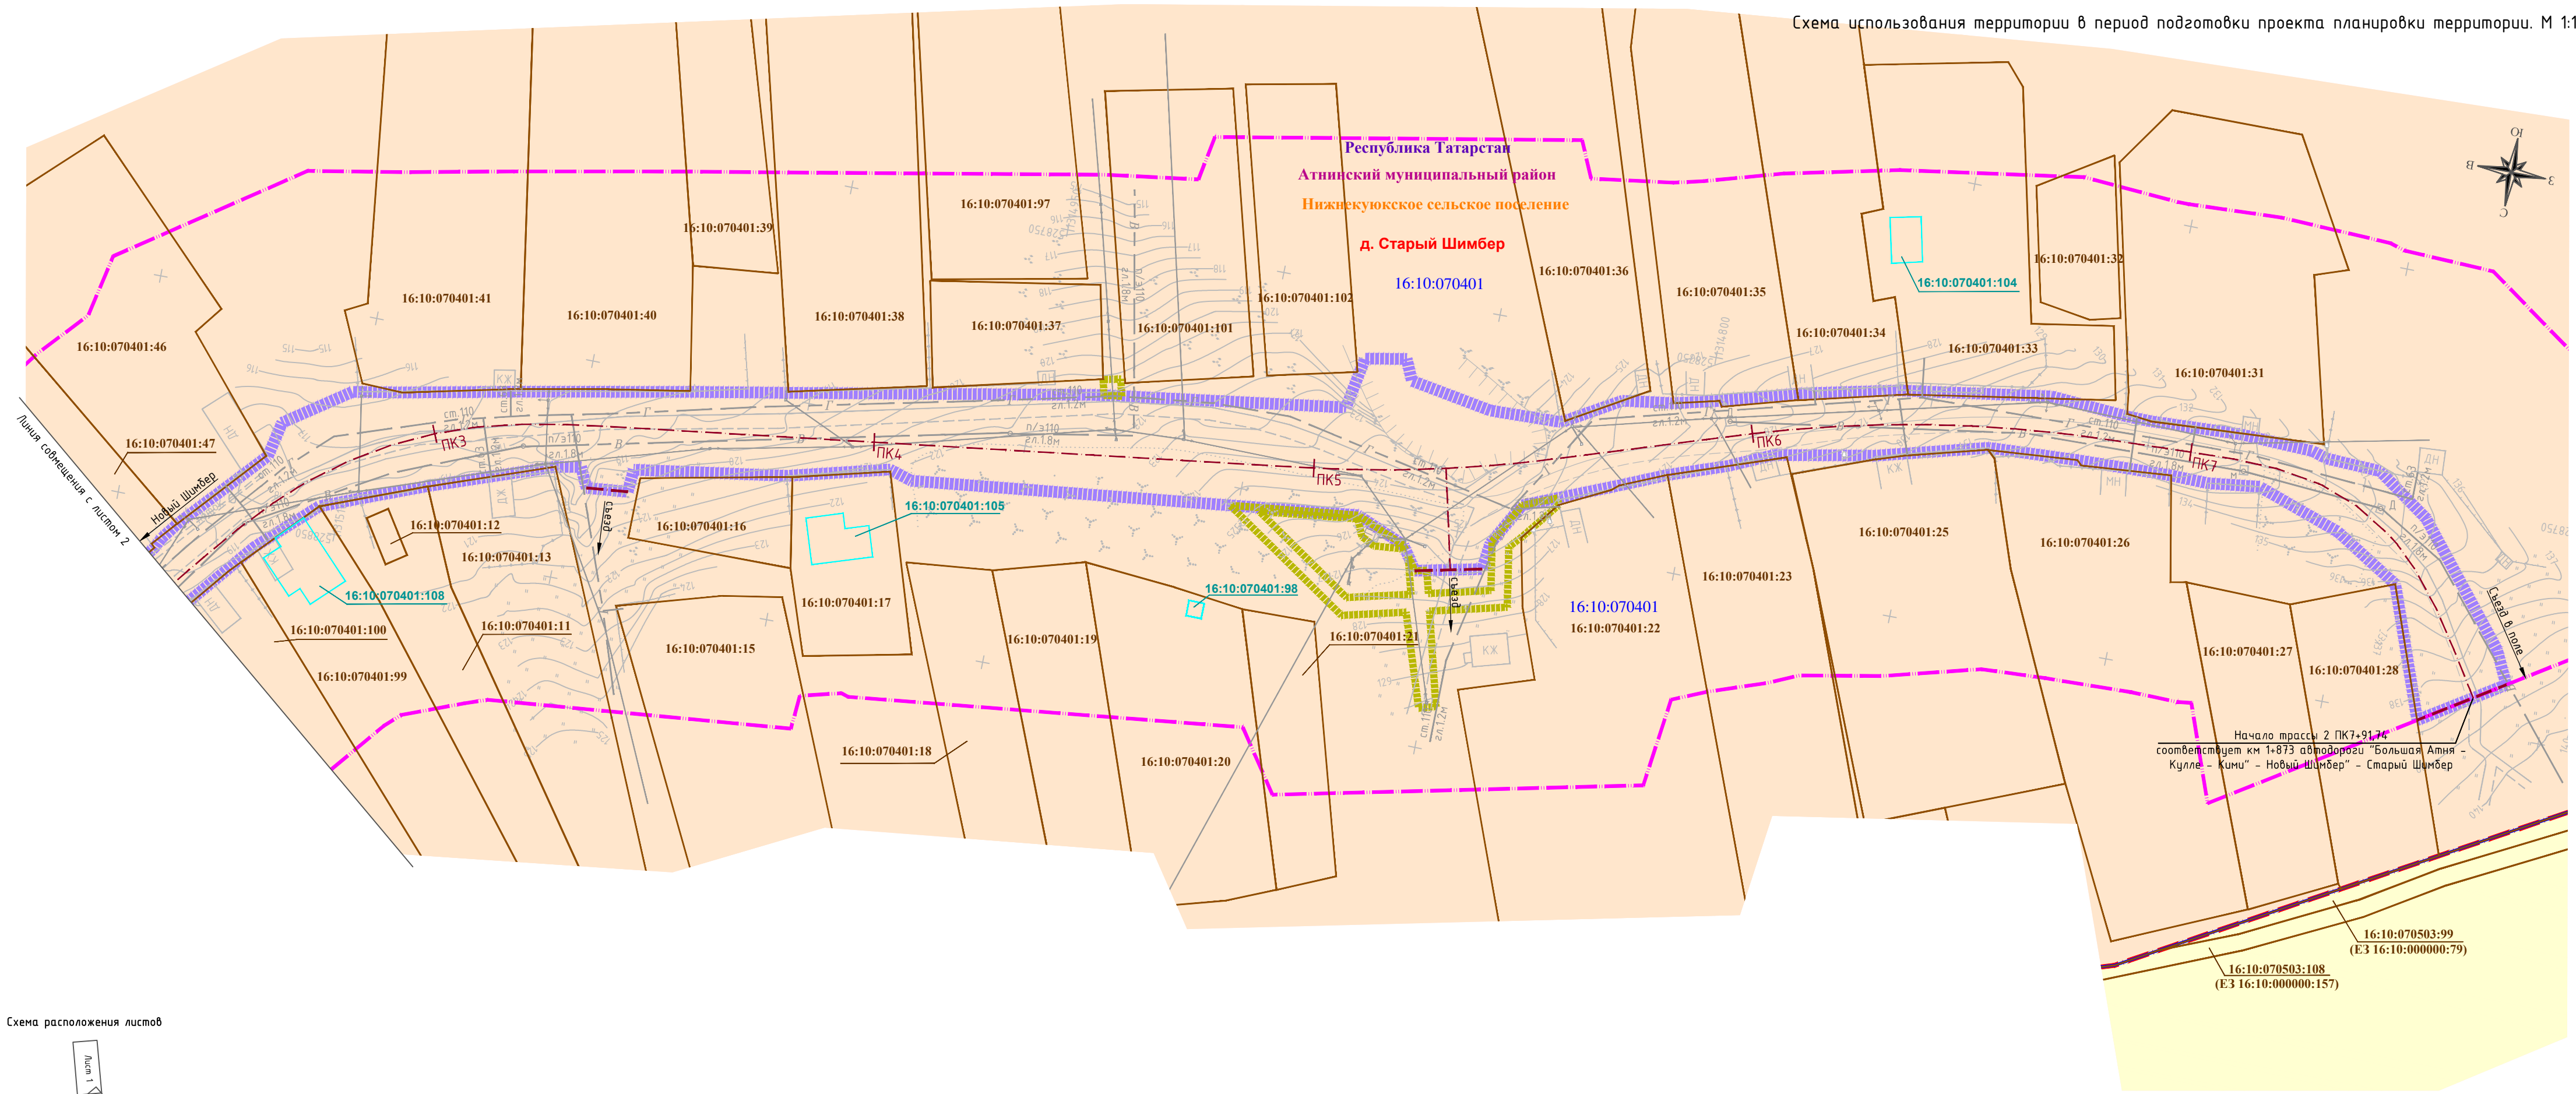 Схема использования территории в период подготовки проекта планировки территории. М 1:1
Ю
В
З
С
Республика Татарстан
Атнинский муниципальный район
Нижнекуюкское сельское поселение
д. Старый Шимбер
16:10:070401
16:10:070401:97
16:10:070401:39
16:10:070401:41
16:10:070401:40
16:10:070401:38
16:10:070401:37
16:10:070401:101
16:10:070401:102
16:10:070401:36
16:10:070401:35
16:10:070401:34
16:10:070401:104
16:10:070401:32
16:10:070401:33
16:10:070401:31
16:10:070401:46
16:10:070401:47
Линия совмещения с листом 2
Новый Шимбер
ПК3
ПК4
ПК5
ПК6
ПК7
съезд
съезд
Съезд в поле
16:10:070401:12
16:10:070401:13
16:10:070401:16
16:10:070401:105
16:10:070401:108
16:10:070401:100
16:10:070401:11
16:10:070401:99
16:10:070401:15
16:10:070401:17
16:10:070401:19
16:10:070401:98
16:10:070401:21
16:10:070401
16:10:070401:22
16:10:070401:23
16:10:070401:25
16:10:070401:26
16:10:070401:27
16:10:070401:28
16:10:070401:18
16:10:070401:20
Начало трассы 2 ПК7+91,74
соответствует км 1+873 автодороги "Большая Атня -
Кулле - Кими" - Новый Шимбер" - Старый Шимбер
16:10:070503:99
(ЕЗ 16:10:000000:79)
16:10:070503:108
(ЕЗ 16:10:000000:157)
Схема расположения листов
Лист 1